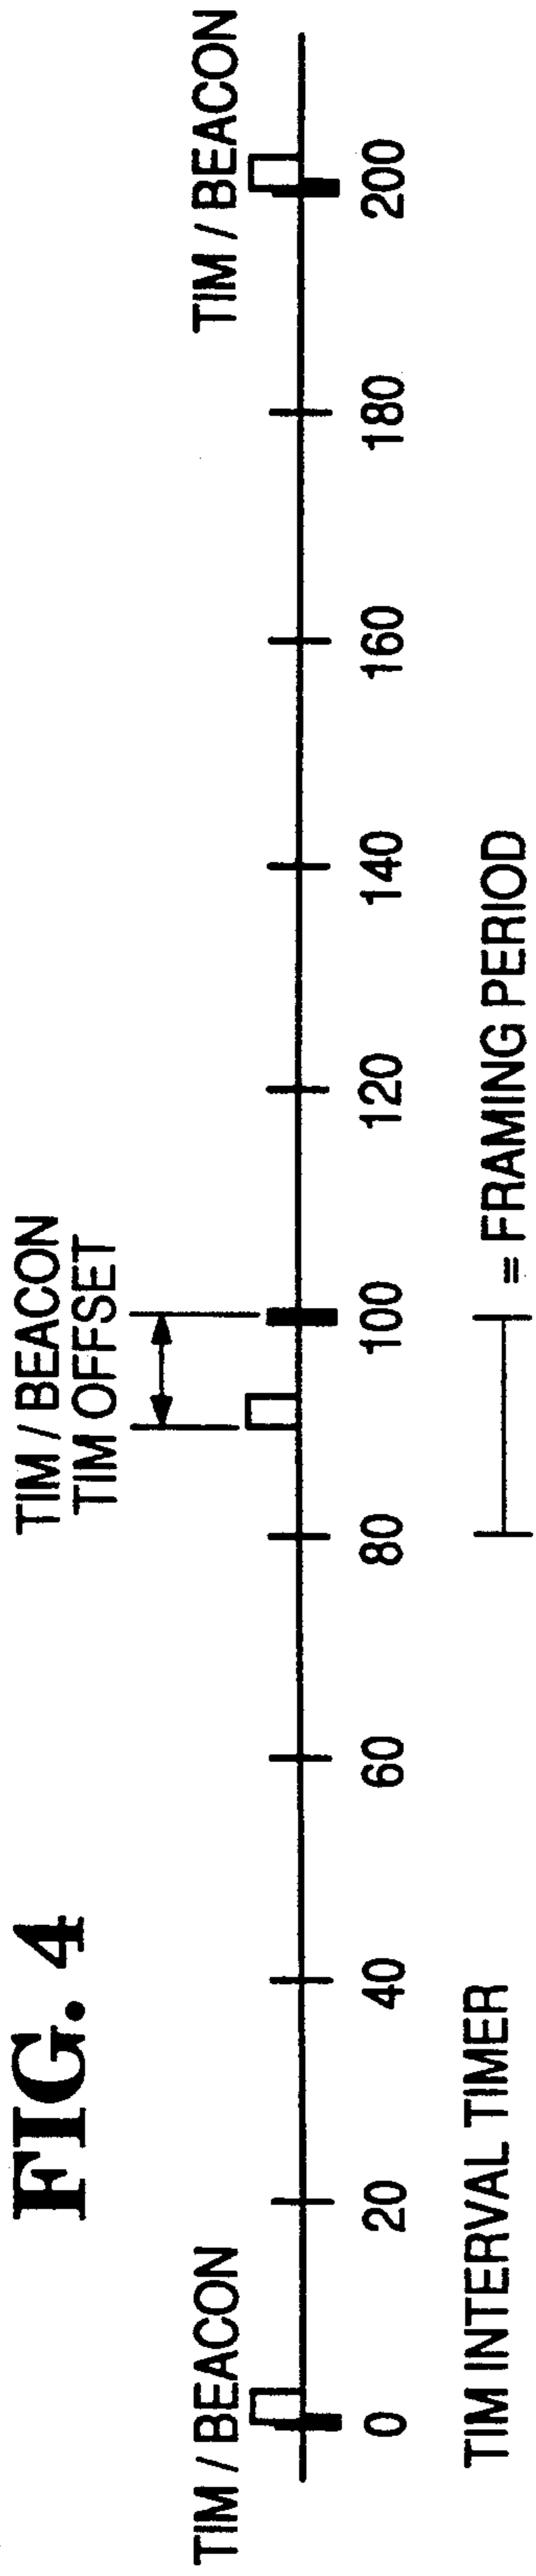 FIG. 4
TIM / BEACON
TIM / BEACON
TIM OFFSET
TIM / BEACON
0 20 40 60 80 100 120 140 160 180 200
TIM INTERVAL TIMER
= FRAMING PERIOD